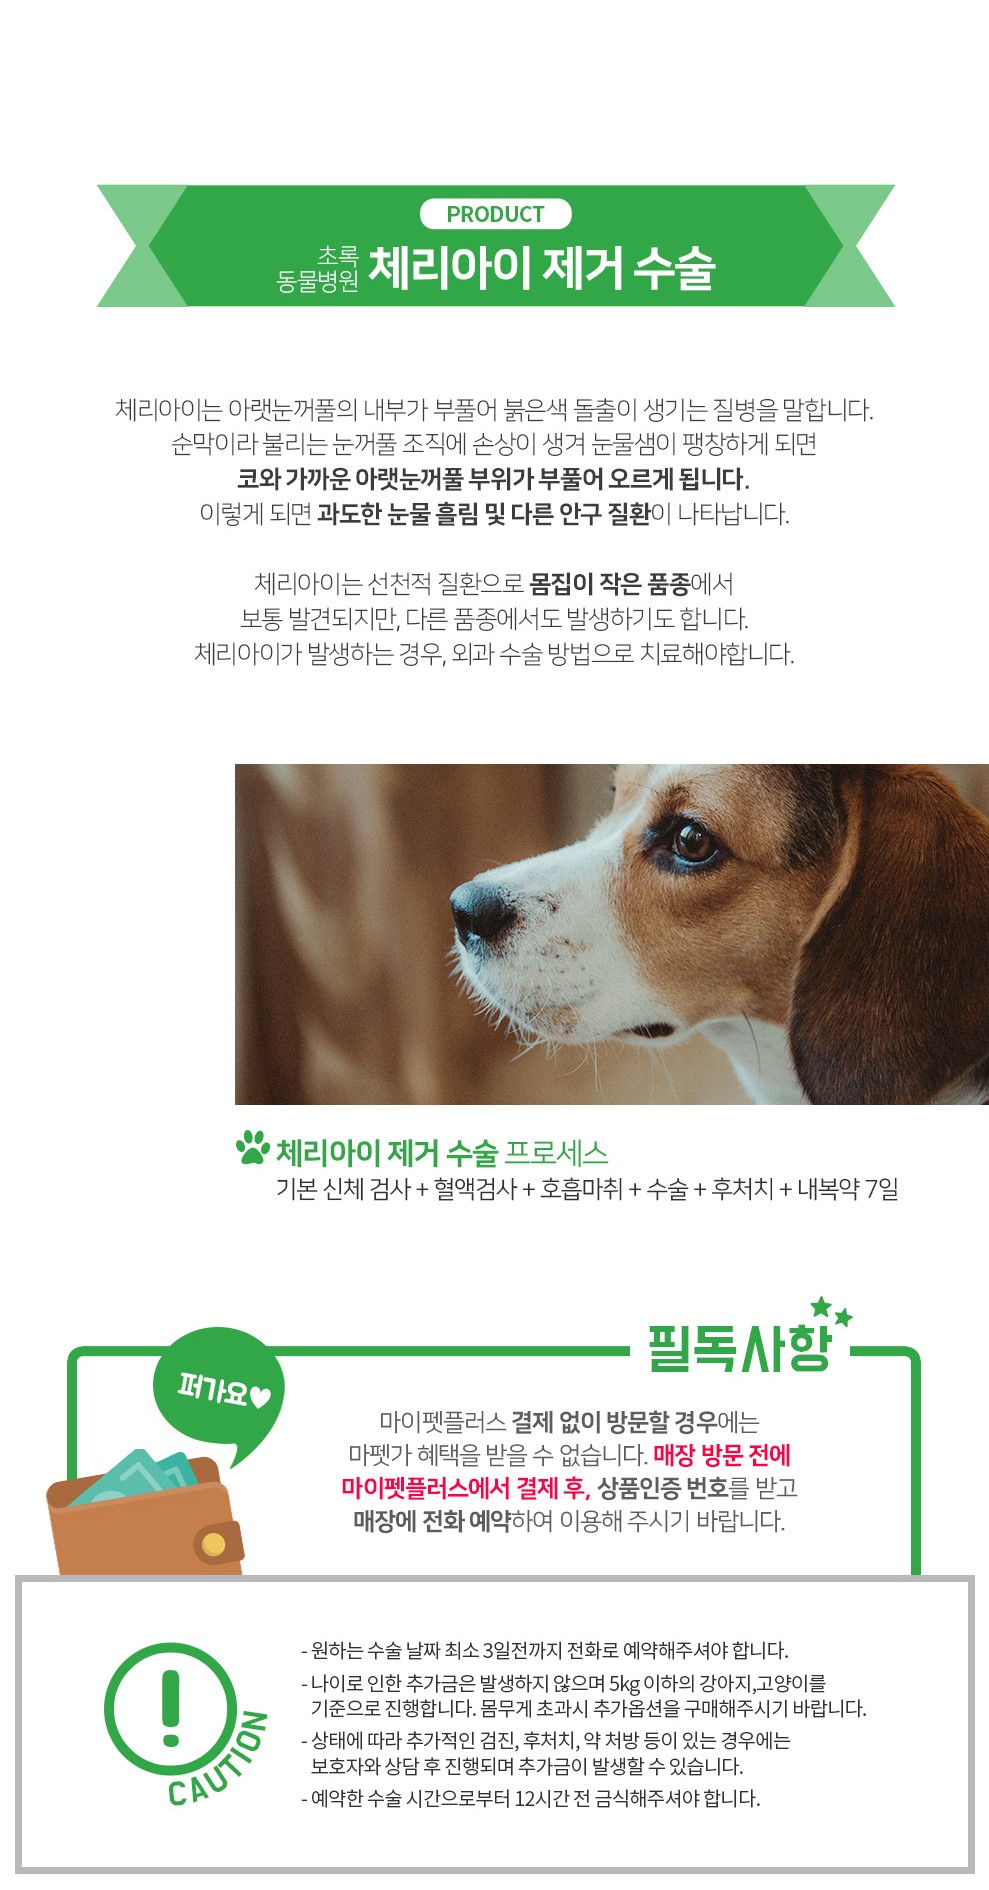 PRODUCT
초록
동물병원
체리아이 제거 수술
체리아이는 아랫눈꺼풀의 내부가 부풀어 붉은색 돌출이 생기는 질병을 말합니다.
순막이라 불리는 눈꺼풀 조직에 손상이 생겨 눈물샘이 팽창하게 되면
코와 가까운 아랫눈꺼풀 부위가 부풀어 오르게 됩니다.
이렇게 되면 과도한 눈물 흘림 및 다른 안구 질환이 나타납니다.
체리아이는 선천적 질환으로 몸집이 작은 품종에서
보통 발견되지만, 다른 품종에서도 발생하기도 합니다.
체리아이가 발생하는 경우, 외과 수술 방법으로 치료해야합니다.
체리아이 제거 수술 프로세스
기본 신체 검사 + 혈액검사 + 호흡마취 + 수술 + 후처치 + 내복약 7일
필독사항
퍼가요♥
마이펫플러스 결제 없이 방문할 경우에는
마펫가 혜택을 받을 수 없습니다. 매장 방문 전에
마이펫플러스에서 결제 후, 상품인증 번호를 받고
매장에 전화 예약하여 이용해 주시기 바랍니다.
CAUTION
- 원하는 수술 날짜 최소 3일전까지 전화로 예약해주셔야 합니다.
- 나이로 인한 추가금은 발생하지 않으며 5kg 이하의 강아지,고양이를
기준으로 진행합니다. 몸무게 초과시 추가옵션을 구매해주시기 바랍니다.
- 상태에 따라 추가적인 검진, 후처치, 약 처방 등이 있는 경우에는
보호자와 상담 후 진행되며 추가금이 발생할 수 있습니다.
- 예약한 수술 시간으로부터 12시간 전 금식해주셔야 합니다.